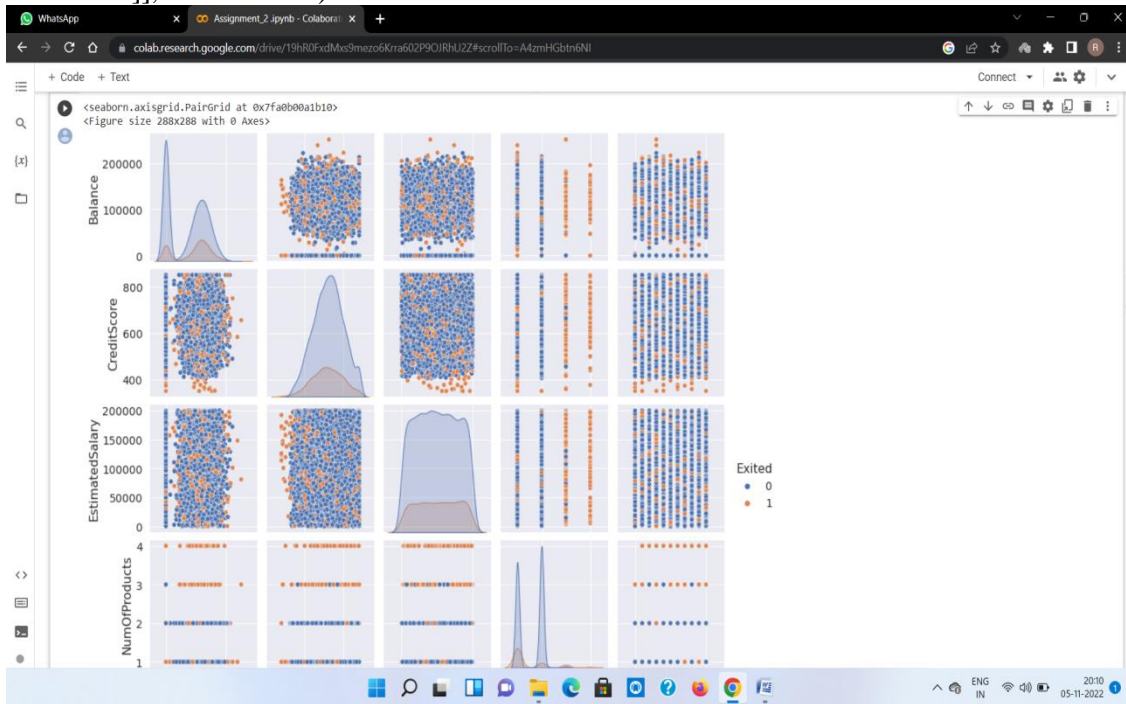 ]],
)
WhatsApp
Assignment_2.ipynb - Colaborat
colab.research.google.com/drive/19hR0FxdMxs9mezo6Krra602P9OJRhU2Z#scrollTo=A4zmHGbtn6NI
R
+ Code + Text
Connect
<seaborn.axisgrid.PairGrid at 0x7fa0b00a1b10>
<Figure size 288x288 with 0 Axes>
{x}
Balance
200000
100000
0
CreditScore
800
600
400
EstimatedSalary
200000
150000
100000
50000
0
Exited
0
1
NumOfProducts
4
3
2
1
ENG
IN
20:10
05-11-2022
1